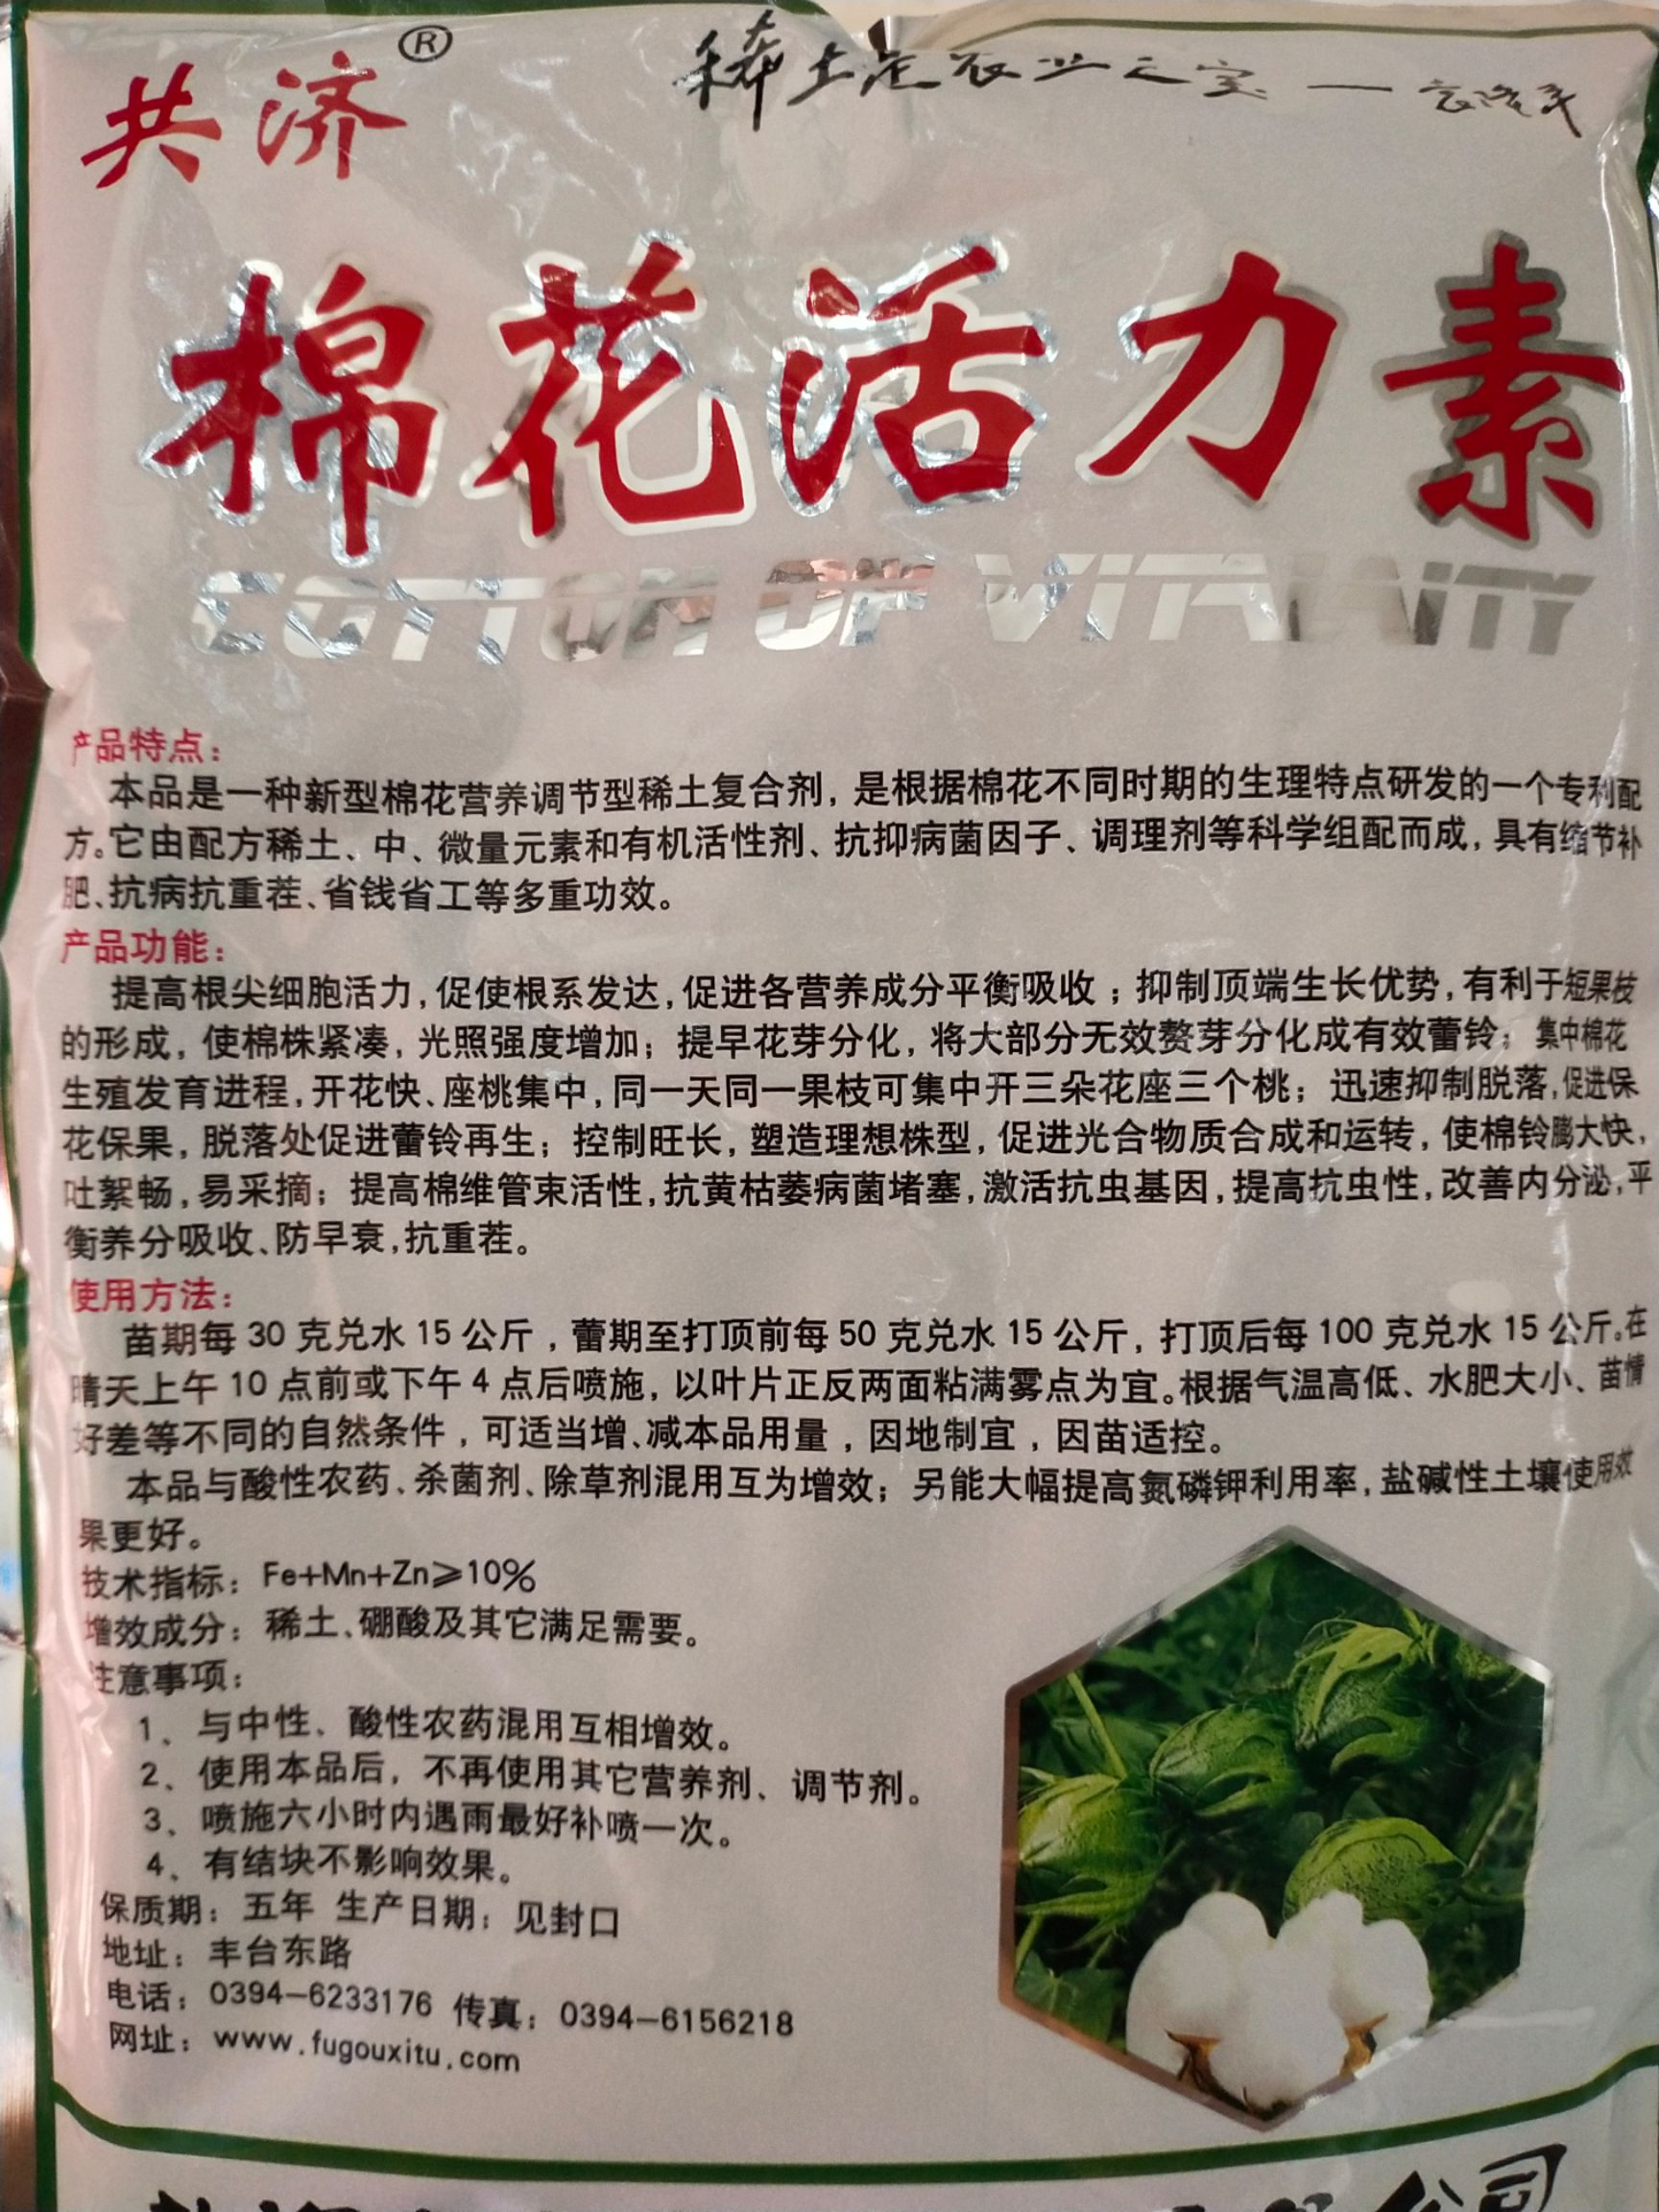 共济®
稀土是农业之宝——袁隆平
棉花活力素
COTTON OF VITALAITY
产品特点:
本品是一种新型棉花营养调节型稀土复合剂,是根据棉花不同时期的生理特点研发的一个专利配
方。它由配方稀土、中、微量元素和有机活性剂、抗抑病菌因子、调理剂等科学组配而成,具有缩节补
肥、抗病抗重茬、省钱省工等多重功效。
产品功能:
提高根尖细胞活力,促使根系发达,促进各营养成分平衡吸收;抑制顶端生长优势,有利于短果枝
的形成,使棉株紧凑,光照强度增加;提早花芽分化,将大部分无效赘芽分化成有效蕾铃;集中棉花
生殖发育进程,开花快、座桃集中,同一天同一果枝可集中开三朵花座三个桃;迅速抑制脱落,促进保
花保果,脱落处促进蕾铃再生;控制旺长,塑造理想株型,促进光合物质合成和运转,使棉铃膨大快,
吐絮畅,易采摘;提高棉维管束活性,抗黄枯萎病菌堵塞,激活抗虫基因,提高抗虫性,改善内分泌,平
衡养分吸收、防早衰,抗重茬。
使用方法:
苗期每 30 克兑水 15 公斤,蕾期至打顶前每 50 克兑水 15 公斤,打顶后每 100 克兑水 15 公斤。在
晴天上午 10 点前或下午 4 点后喷施,以叶片正反两面粘满雾点为宜。根据气温高低、水肥大小、苗情
好差等不同的自然条件,可适当增、减本品用量,因地制宜,因苗适控。
本品与酸性农药、杀菌剂、除草剂混用互为增效;另能大幅提高氮磷钾利用率,盐碱性土壤使用效
果更好。
技术指标:Fe+Mn+Zn≥10%
增效成分:稀土、硼酸及其它满足需要。
注意事项:
1、与中性、酸性农药混用互相增效。
2、使用本品后,不再使用其它营养剂、调节剂。
3、喷施六小时内遇雨最好补喷一次。
4、有结块不影响效果。
保质期:五年 生产日期:见封口
地址:丰台东路
电话:0394-6233176 传真:0394-6156218
网址:www.fugouxitu.com
公司